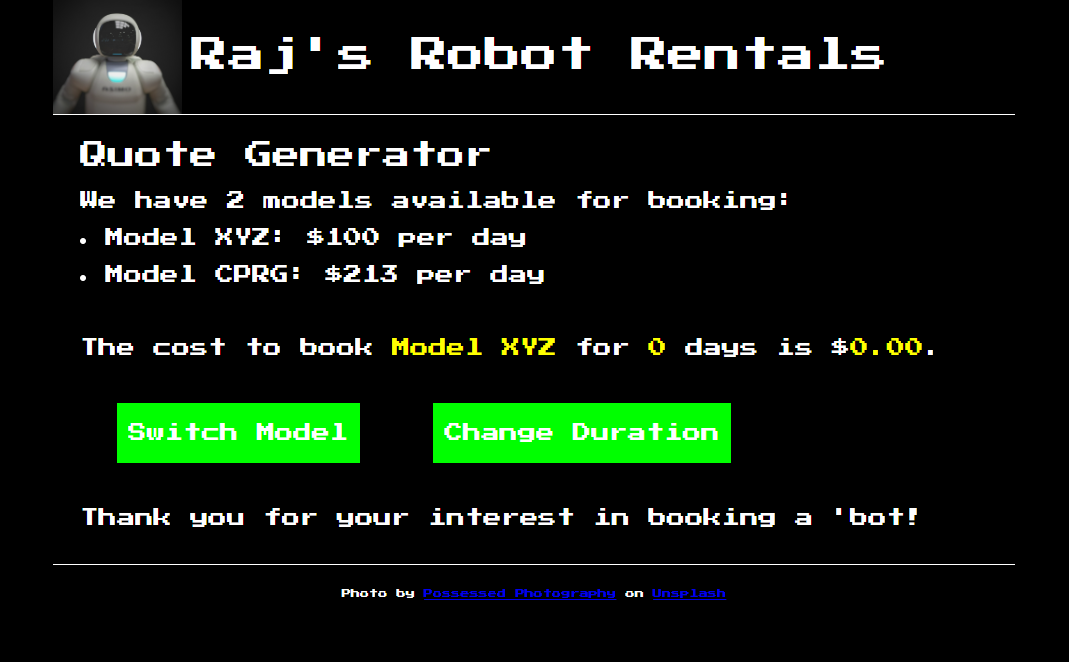 Raj's Robot Rentals
Quote Generator
We have 2 models available for booking:
• Model XYZ: $100 per day
• Model CPRG: $213 per day
The cost to book Model XYZ for 0 days is $0.00.
Switch Model Change Duration
Thank you for your interest in booking a 'bot!
Photo by Possessed Photography on Unsplash